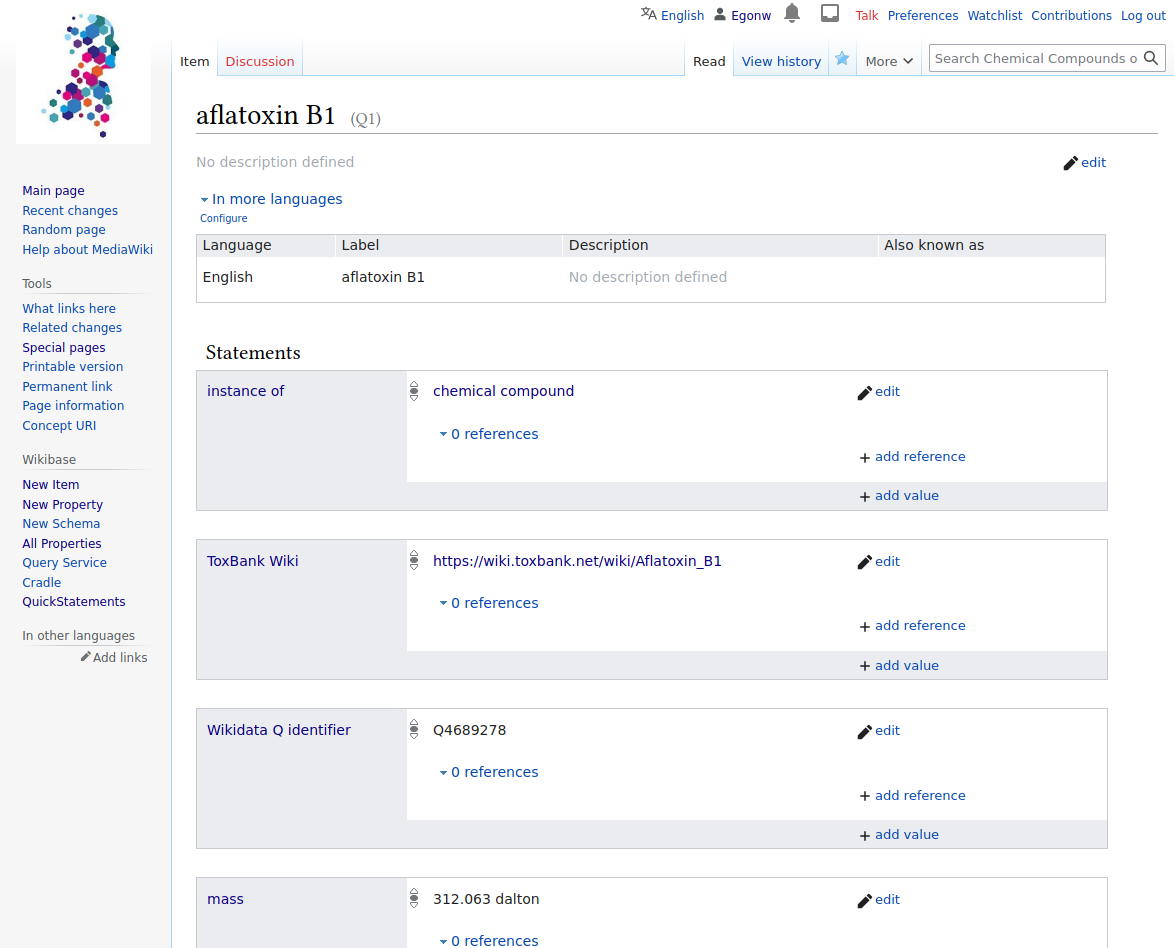 English Egonw Talk Preferences Watchlist Contributions Log out
Item Discussion Read View history More Search Chemical Compounds o
aflatoxin B1 (Q1)
No description defined edit
In more languages
Configure
Language Label Description Also known as
English aflatoxin B1 No description defined
Main page
Recent changes
Random page
Help about MediaWiki
Tools
What links here
Related changes
Special pages
Printable version
Permanent link
Page information
Concept URI
Wikibase
New Item
New Property
New Schema
All Properties
Query Service
Cradle
QuickStatements
In other languages
Add links
Statements
instance of chemical compound edit
0 references
+ add reference
+ add value
ToxBank Wiki https://wiki.toxbank.net/wiki/Aflatoxin_B1 edit
0 references
+ add reference
+ add value
Wikidata Q identifier Q4689278 edit
0 references
+ add reference
+ add value
mass 312.063 dalton edit
0 references